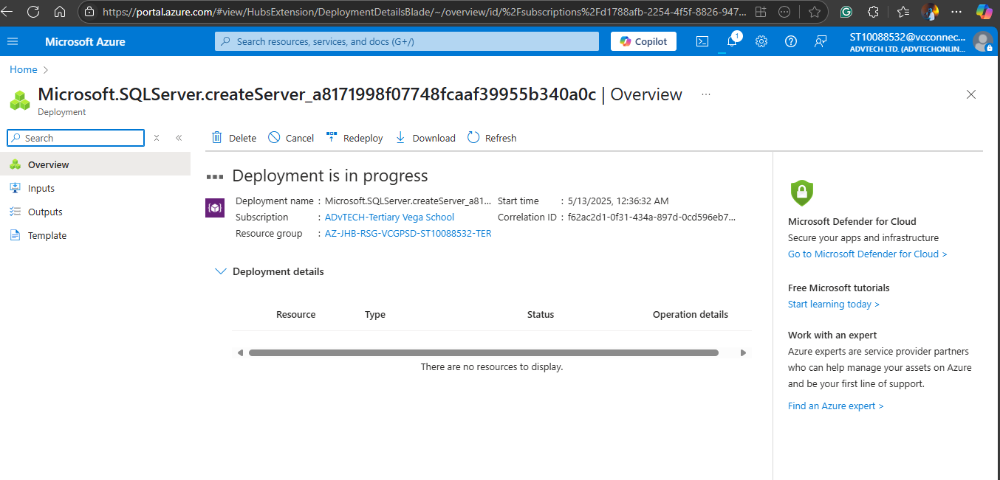 https://portal.azure.com/#view/HubsExtension/DeploymentDetailsBlade/~/overview/id/%2Fsubscriptions%2Fd1788afb-2254-4f5f-8826-947...
Microsoft Azure
Search resources, services, and docs (G+/)
Copilot
1
ST10088532@vcconnec...
ADVTECH LTD. (ADVTECHONLIN...
Home >
Microsoft.SQLServer.createServer_a8171998f07748fcaaf39955b340a0c | Overview ...
Deployment
Search
Delete Cancel Redeploy Download Refresh
Overview
Inputs
Outputs
Template
Deployment is in progress
Deployment name : Microsoft.SQLServer.createServer_a81... Start time : 5/13/2025, 12:36:32 AM
Subscription : ADvTECH-Tertiary Vega School Correlation ID : f62ac2d1-0f31-434a-897d-0cd596eb7...
Resource group : AZ-JHB-RSG-VCGPSD-ST10088532-TER
Deployment details
Resource Type Status Operation details
There are no resources to display.
Microsoft Defender for Cloud
Secure your apps and infrastructure
Go to Microsoft Defender for Cloud >
Free Microsoft tutorials
Start learning today >
Work with an expert
Azure experts are service provider partners
who can help manage your assets on Azure
and be your first line of support.
Find an Azure expert >